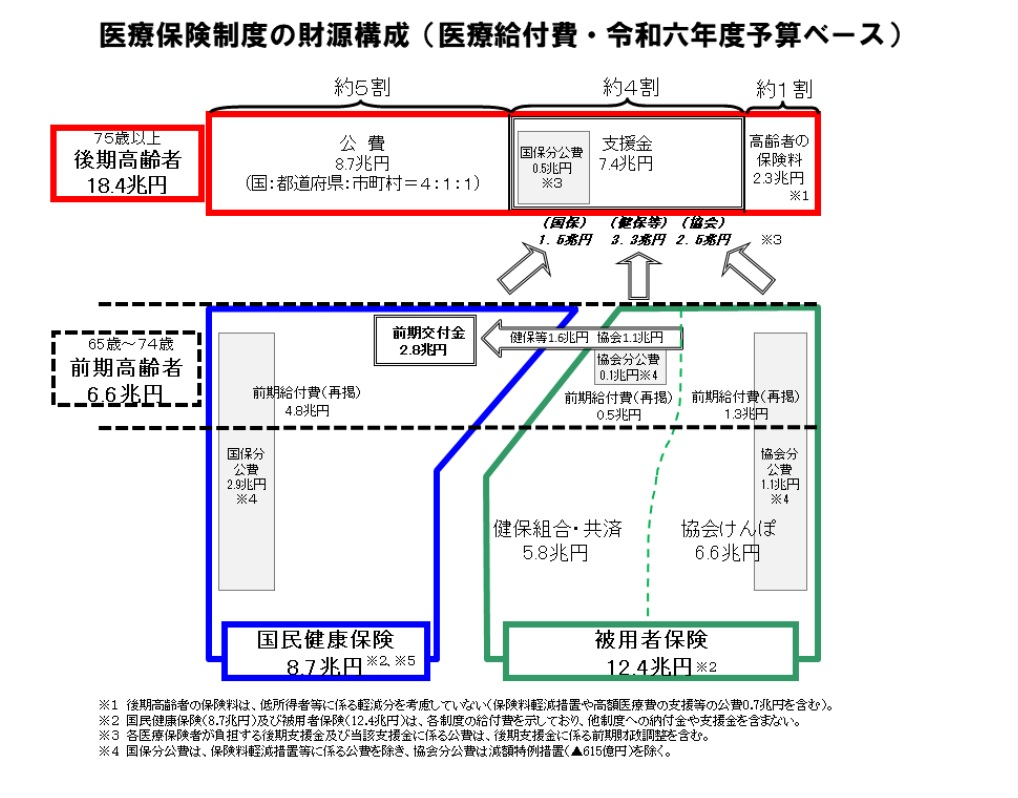 医療保険制度の財源構成（医療給付費・令和六年度予算ベース）
約5割
約4割
約1割
75歳以上
後期高齢者
18.4兆円
公 費
8.7兆円
（国:都道府県:市町村＝4:1:1）
国保分公費
0.5兆円
※3
支援金
7.4兆円
高齢者の
保険料
2.3兆円
※1
（国保）
1.5兆円
（健保等）
3.3兆円
（協会）
2.5兆円
※3
65歳～74歳
前期高齢者
6.6兆円
前期交付金
2.8兆円
健保等1.6兆円 協会1.1兆円
協会分公費
0.1兆円※4
前期給付費（再掲）
4.8兆円
前期給付費（再掲）
0.5兆円
前期給付費（再掲）
1.3兆円
国保分
公費
2.9兆円
※4
協会分
公費
1.1兆円
※4
健保組合・共済
5.8兆円
協会けんぽ
6.6兆円
国民健康保険
8.7兆円※2、※5
被用者保険
12.4兆円※2
※1 後期高齢者の保険料は、低所得者等に係る軽減分を考慮していない（保険料軽減措置や高額医療費の支援等の公費0.7兆円を含む）。
※2 国民健康保険（8.7兆円）及び被用者保険（12.4兆円）は、各制度の給付費を示しており、他制度への納付金や支援金を含まない。
※3 各医療保険者が負担する後期支援金及び当該支援金に係る公費は、後期支援に係る前期財政調整を含む。
※4 国保分公費は、保険料軽減措置等に係る公費を除き、協会分公費は減額特例措置（▲615億円）を除く。